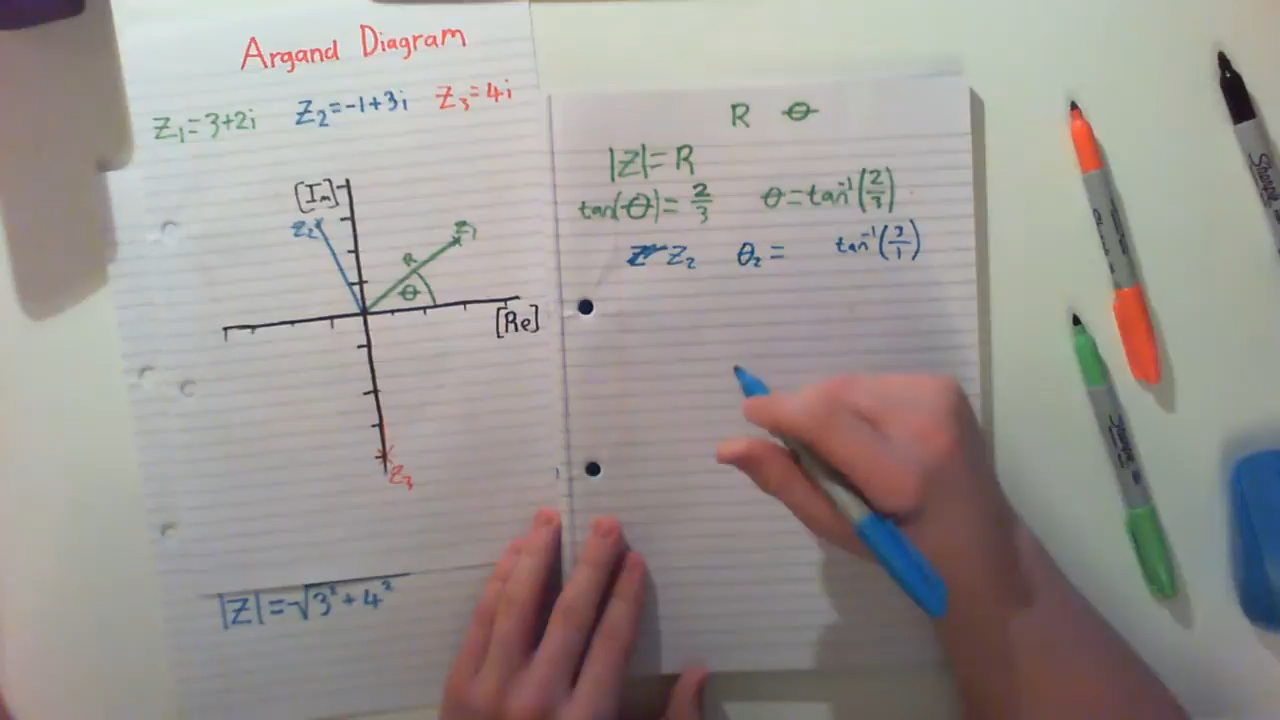 Argand Diagram
Z₁=3+2i Z₂=-1+3i Z₃=4i
[Im]
Z₂ Z₁
R
θ
[Re]
Z₃
|Z|=√3²+4²
R θ
|Z|=R
tan(θ)=2/3 θ=tan⁻¹(2/3)
Z₂ θ₂= tan⁻¹(3/1)
Sharpie